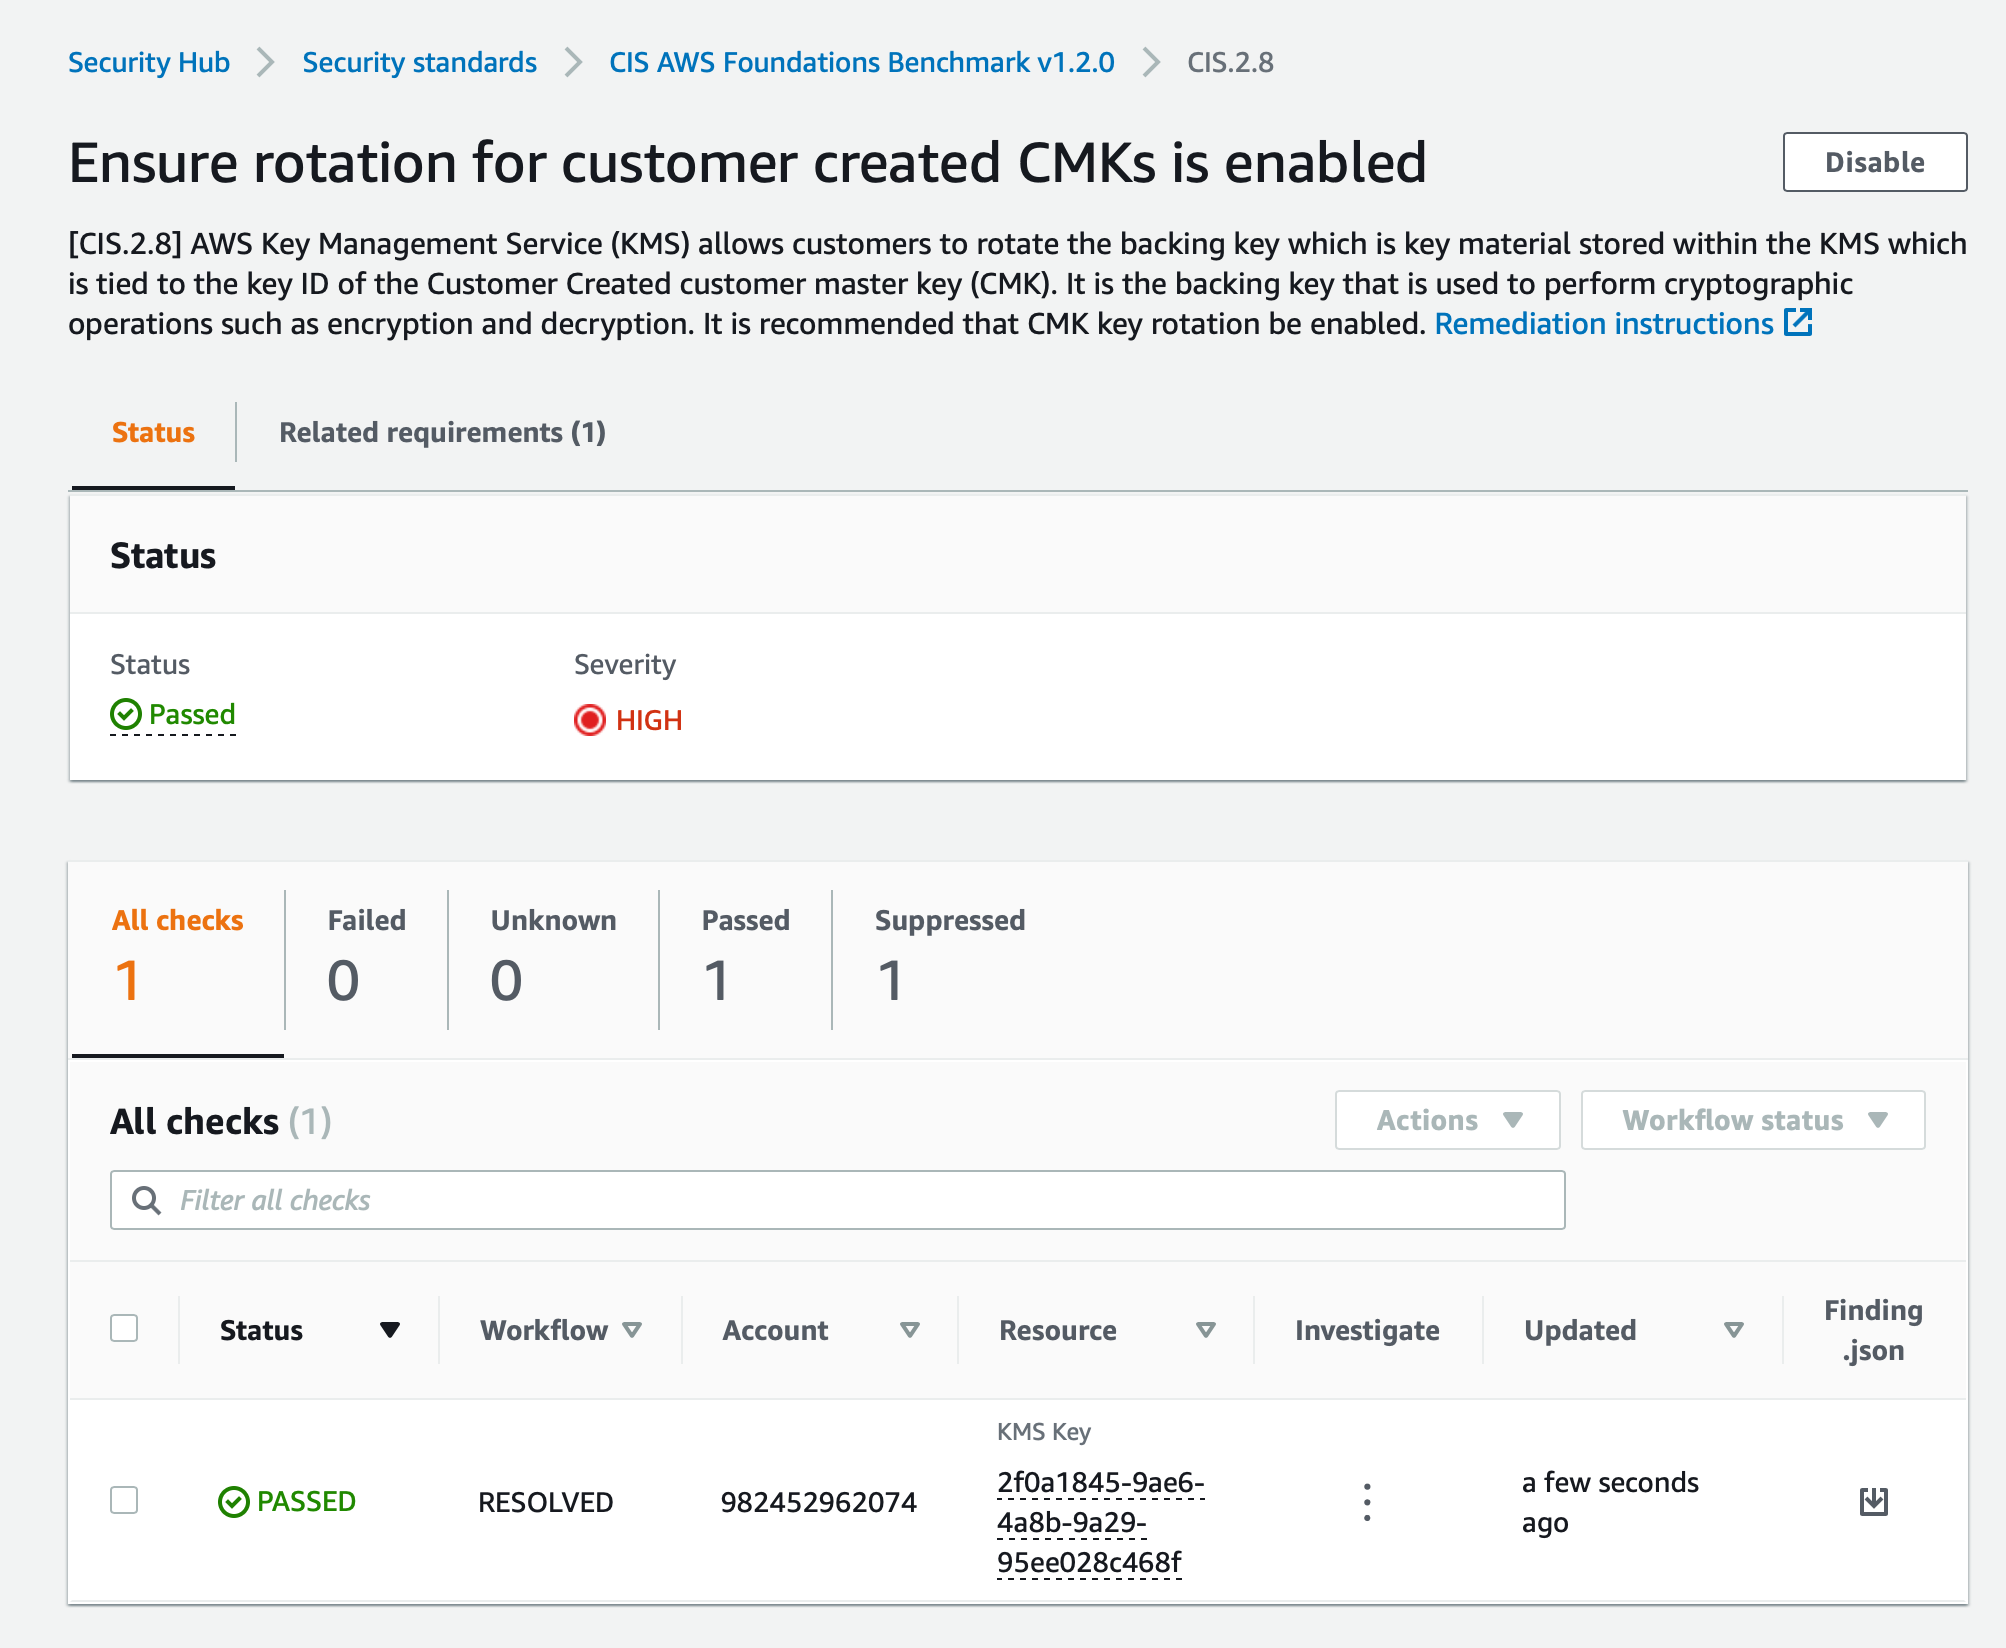 Security Hub > Security standards > CIS AWS Foundations Benchmark v1.2.0 > CIS.2.8
Ensure rotation for customer created CMKs is enabled
Disable
[CIS.2.8] AWS Key Management Service (KMS) allows customers to rotate the backing key which is key material stored within the KMS which
is tied to the key ID of the Customer Created customer master key (CMK). It is the backing key that is used to perform cryptographic
operations such as encryption and decryption. It is recommended that CMK key rotation be enabled. Remediation instructions
Status
Related requirements (1)
Status
Status
Severity
Passed
HIGH
All checks
Failed
Unknown
Passed
Suppressed
1
0
0
1
1
All checks (1)
Actions
Workflow status
Filter all checks
Status
Workflow
Account
Resource
Investigate
Updated
Finding
.json
PASSED
RESOLVED
982452962074
KMS Key
2f0a1845-9ae6-
4a8b-9a29-
95ee028c468f
a few seconds
ago